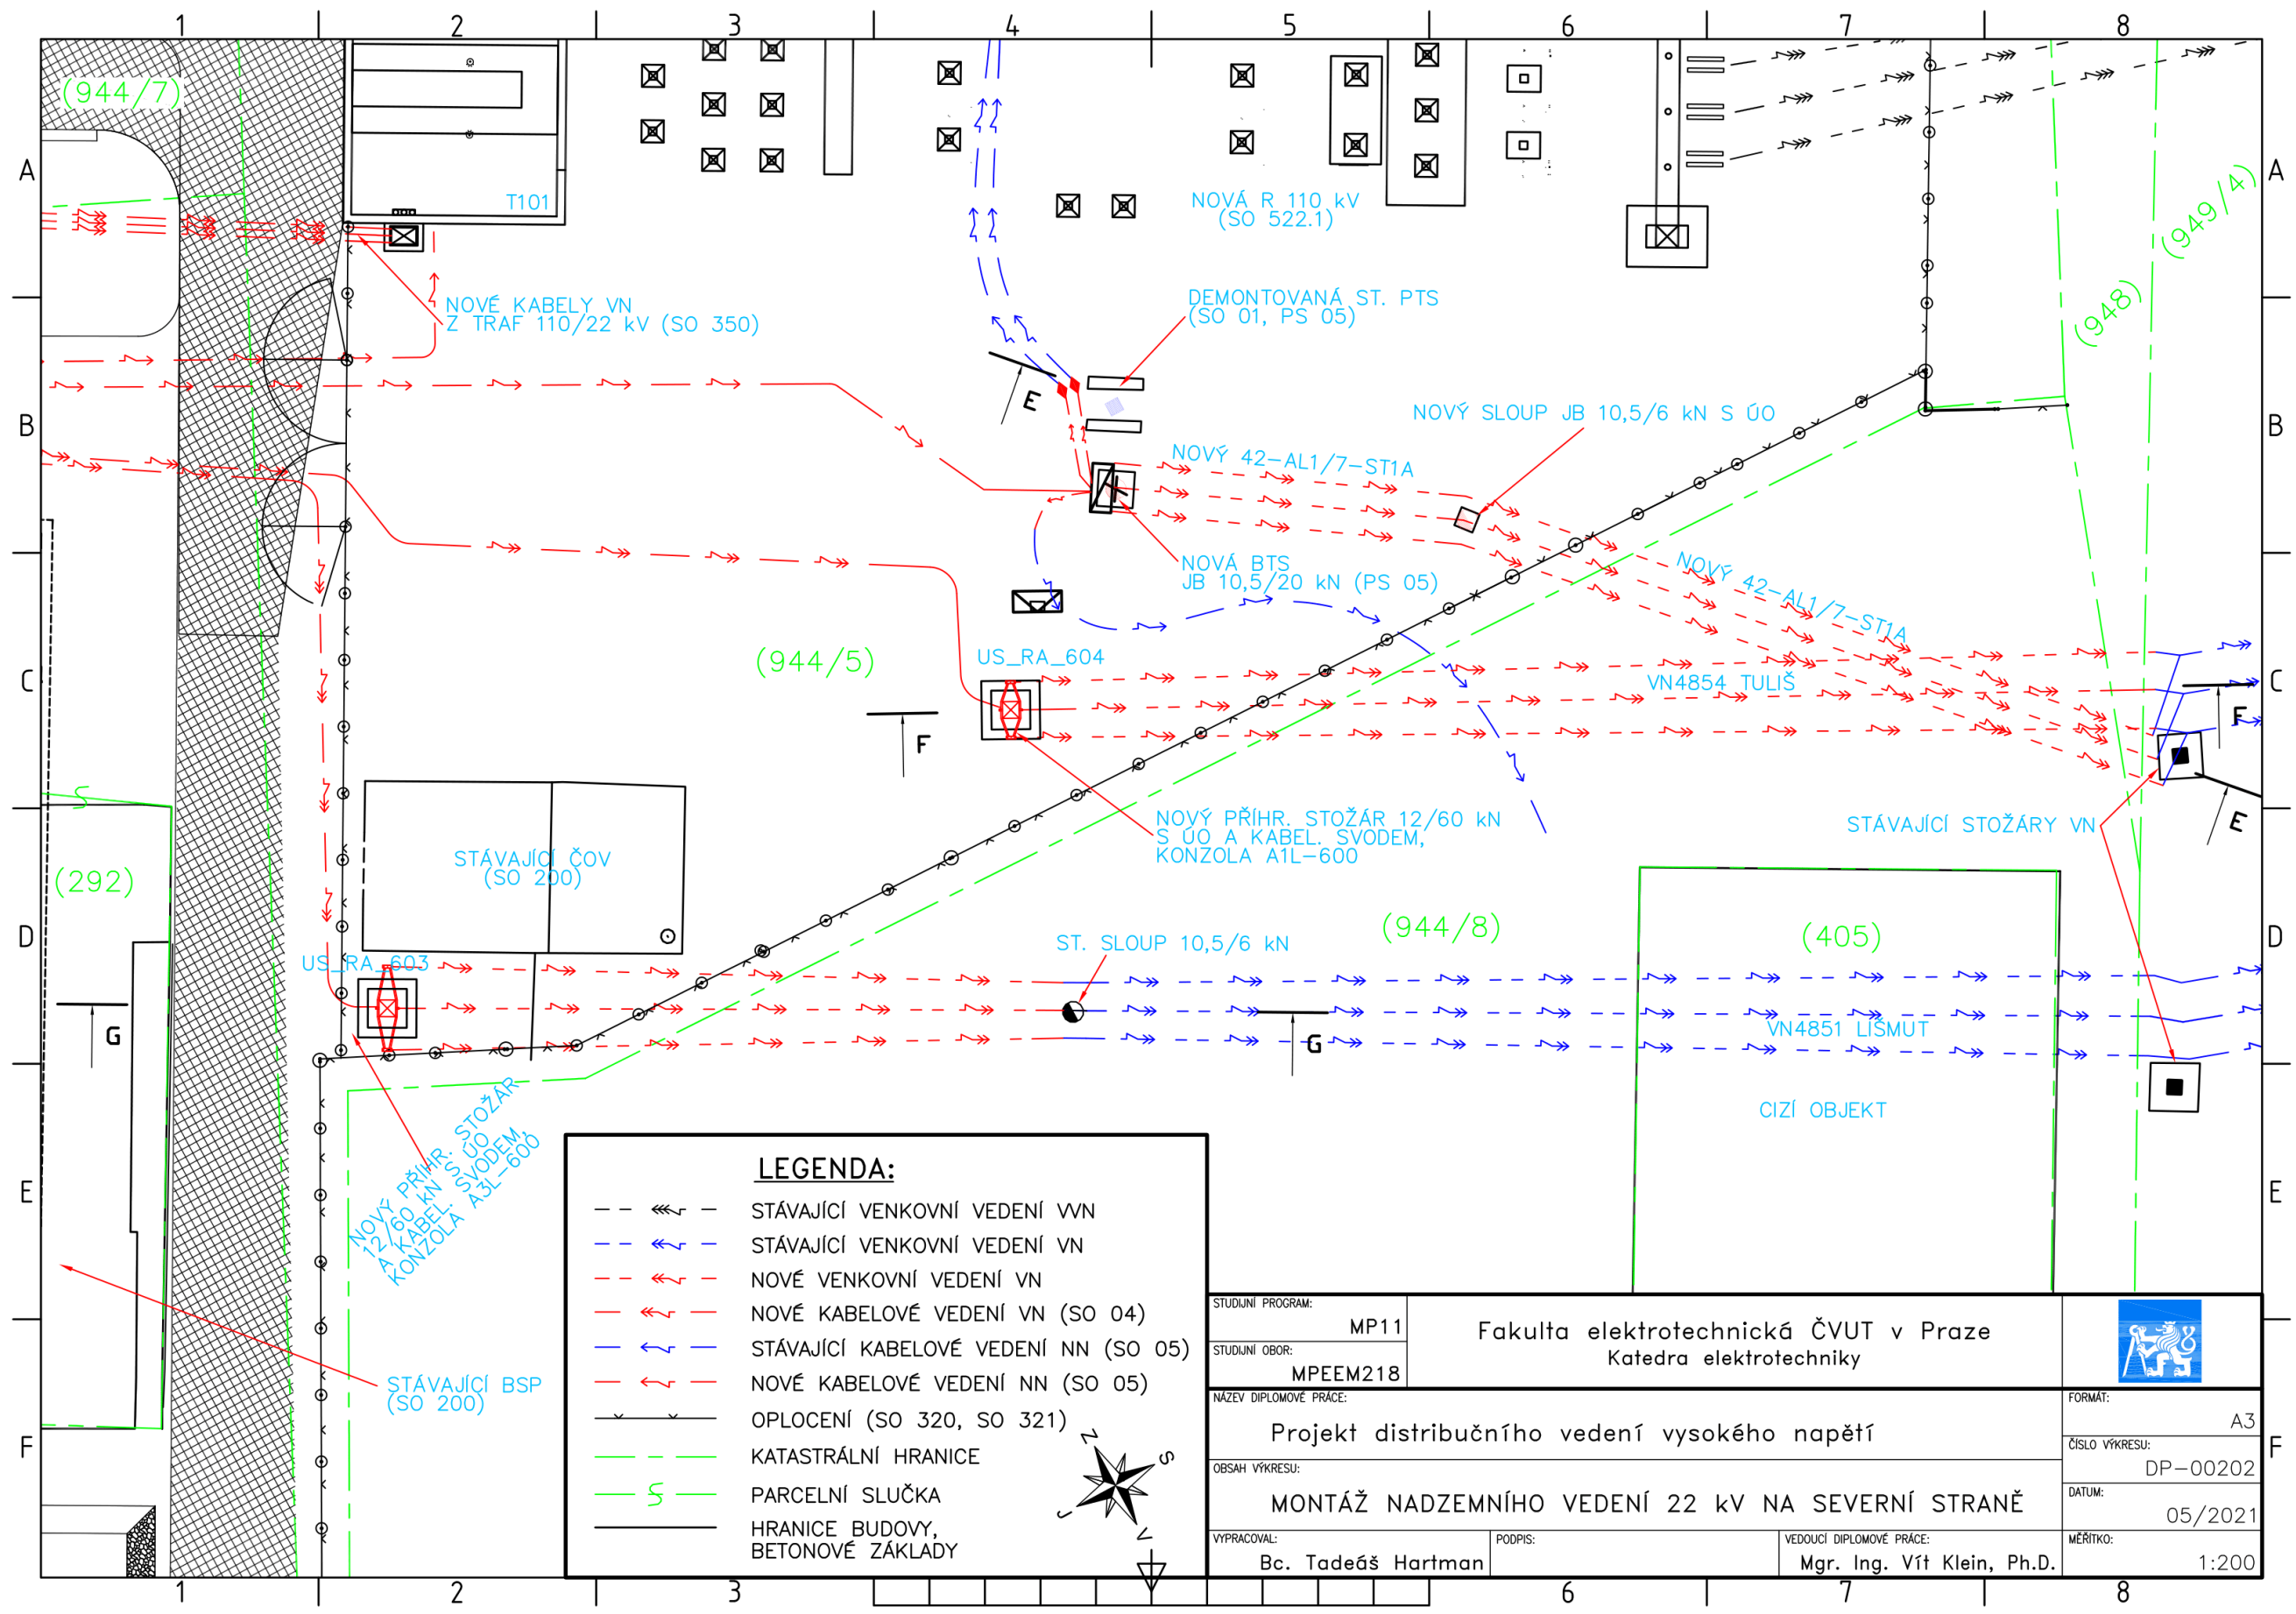 1 2 3 4 5 6 7 8
A
B
C
D
E
F
A
B
C
D
E
F
(944/7)
T101
NOVÁ R 110 kV
(SO 522.1)
(949/4)
(948)
NOVÉ KABELY VN
Z TRAF 110/22 kV (SO 350)
DEMONTOVANÁ ST. PTS
(SO 01, PS 05)
E
NOVÝ SLOUP JB 10,5/6 kN S ÚO
NOVÝ 42-AL1/7-ST1A
NOVÁ BTS
JB 10,5/20 kN (PS 05)
NOVÝ 42-AL1/7-ST1A
(944/5)
US_RA_604
VN4854 TULIŠ
F
F
E
NOVÝ PŘÍHR. STOŽÁR 12/60 kN
S ÚO A KABEL. SVODEM,
KONZOLA A1L-600
STÁVAJÍCÍ STOŽÁRY VN
STÁVAJÍCÍ ČOV
(SO 200)
(292)
(944/8)
(405)
ST. SLOUP 10,5/6 kN
US_RA_603
G
G
VN4851 LIŠMUT
CIZÍ OBJEKT
NOVÝ PŘÍHR. STOŽÁR
12/60 kN S ÚO
A KABEL. SVODEM,
KONZOLA A3L-600
STÁVAJÍCÍ BSP
(SO 200)
LEGENDA:
STÁVAJÍCÍ VENKOVNÍ VEDENÍ VVN
STÁVAJÍCÍ VENKOVNÍ VEDENÍ VN
NOVÉ VENKOVNÍ VEDENÍ VN
NOVÉ KABELOVÉ VEDENÍ VN (SO 04)
STÁVAJÍCÍ KABELOVÉ VEDENÍ NN (SO 05)
NOVÉ KABELOVÉ VEDENÍ NN (SO 05)
OPLOCENÍ (SO 320, SO 321)
KATASTRÁLNÍ HRANICE
PARCELNÍ SLUČKA
HRANICE BUDOVY,
BETONOVÉ ZÁKLADY
Z
S
J
V
STUDIJNÍ PROGRAM:
MP11
STUDIJNÍ OBOR:
MPEEM218
Fakulta elektrotechnická ČVUT v Praze
Katedra elektrotechniky
NÁZEV DIPLOMOVÉ PRÁCE:
Projekt distribučního vedení vysokého napětí
FORMÁT:
A3
ČÍSLO VÝKRESU:
DP-00202
OBSAH VÝKRESU:
MONTÁŽ NADZEMNÍHO VEDENÍ 22 kV NA SEVERNÍ STRANĚ
DATUM:
05/2021
VYPRACOVAL:
Bc. Tadeáš Hartman
PODPIS:
VEDOUCÍ DIPLOMOVÉ PRÁCE:
Mgr. Ing. Vít Klein, Ph.D.
MĚŘÍTKO:
1:200
1 2 3 6 7 8